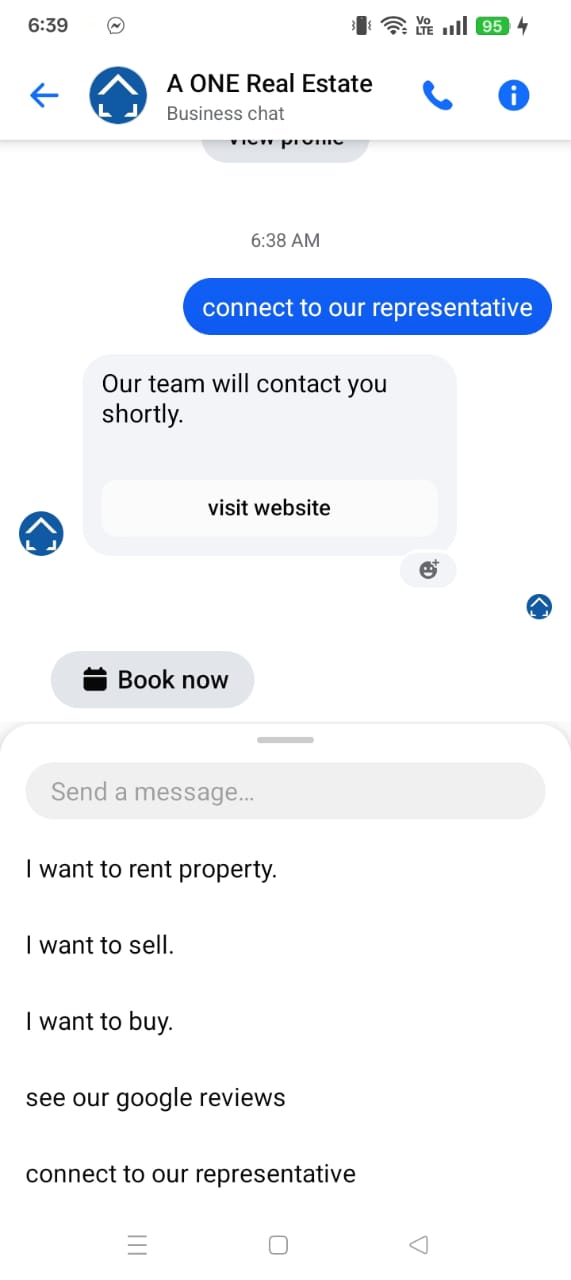 6:39
Vo LTE
95
A ONE Real Estate
Business chat
View profile
6:38 AM
connect to our representative
Our team will contact you
shortly.
visit website
Book now
Send a message...
I want to rent property.
I want to sell.
I want to buy.
see our google reviews
connect to our representative